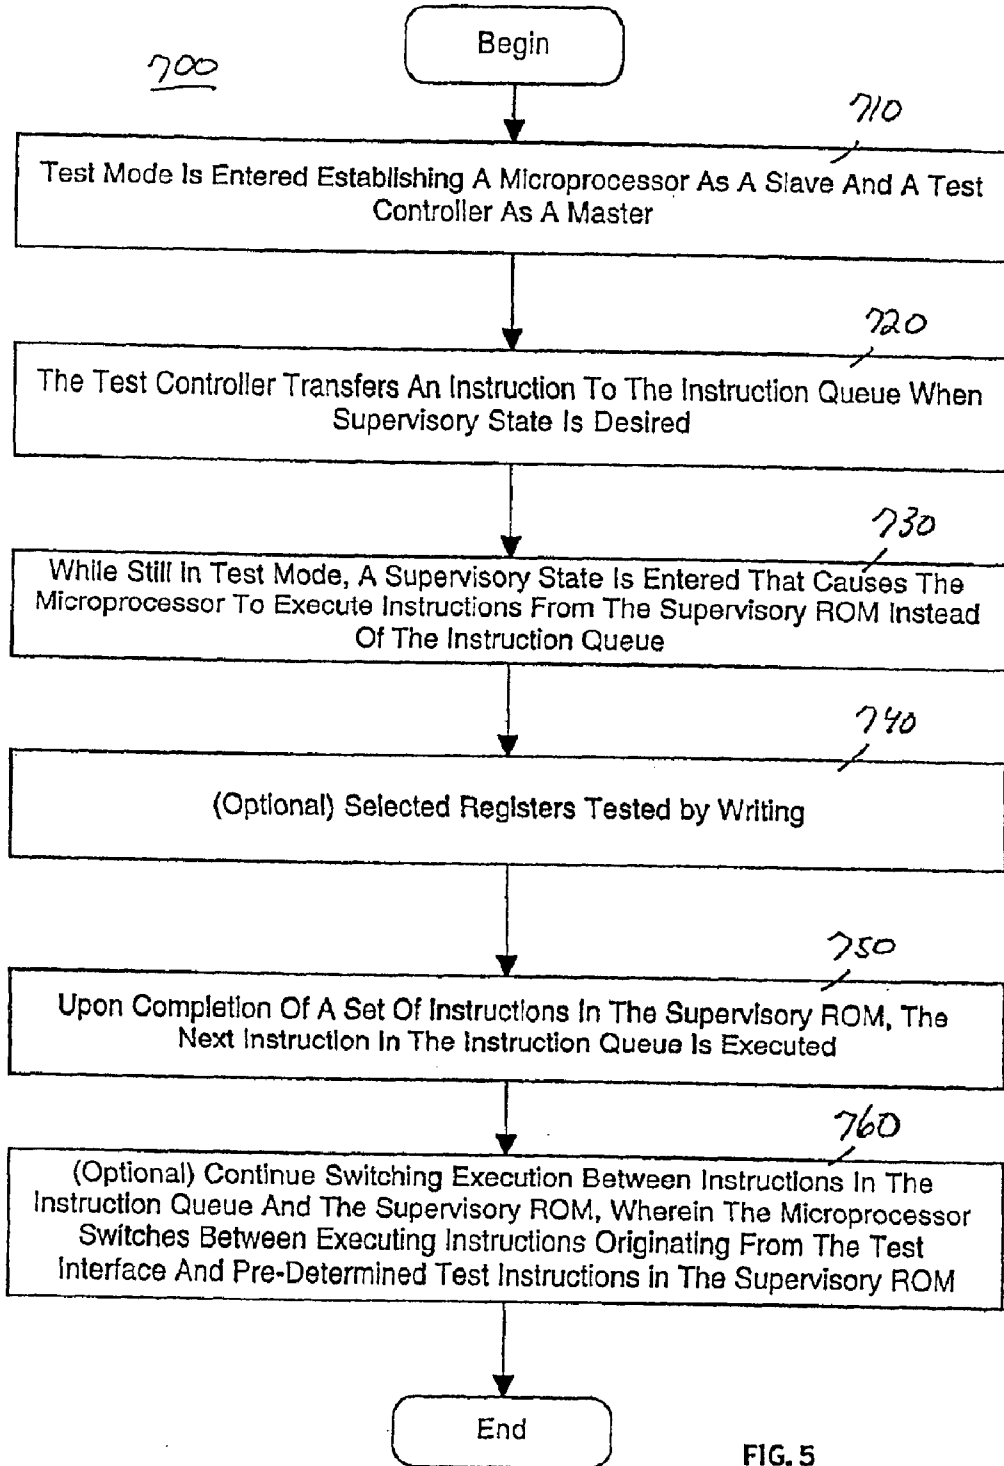 Begin
700
710
Test Mode Is Entered Establishing A Microprocessor As A Slave And A Test
Controller As A Master
720
The Test Controller Transfers An Instruction To The Instruction Queue When
Supervisory State Is Desired
730
While Still In Test Mode, A Supervisory State Is Entered That Causes The
Microprocessor To Execute Instructions From The Supervisory ROM Instead
Of The Instruction Queue
740
(Optional) Selected Registers Tested by Writing
750
Upon Completion Of A Set Of Instructions In The Supervisory ROM, The
Next Instruction In The Instruction Queue Is Executed
760
(Optional) Continue Switching Execution Between Instructions In The
Instruction Queue And The Supervisory ROM, Wherein The Microprocessor
Switches Between Executing Instructions Originating From The Test
Interface And Pre-Determined Test Instructions in The Supervisory ROM
End
FIG. 5